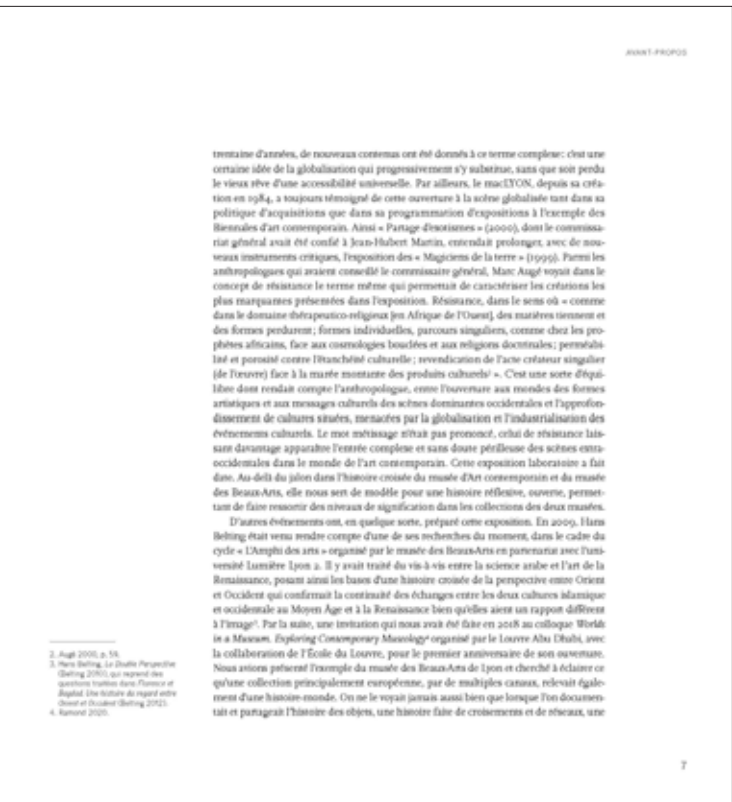 AVANT-PROPOS
trentaine d'années, de nouveaux contenus ont été donnés à ce terme complexe : c'est une
certaine idée de la globalisation qui progressivement s'y substitue, sans que soit perdu
le vieux rêve d'une accessibilité universelle. Par ailleurs, le macLYON, depuis sa créa-
tion en 1984, a toujours témoigné de cette ouverture à la scène globalisée tant dans sa
politique d'acquisitions que dans sa programmation d'expositions à l'exemple des
Biennales d'art contemporain. Ainsi « Partage d'exotismes » (2000), dont le commissa-
riat général avait été confié à Jean-Hubert Martin, entendait prolonger, avec de nou-
veaux instruments critiques, l'exposition des « Magiciens de la terre » (1999). Parmi les
anthropologues qui avaient conseillé le commissaire général, Marc Augé voyait dans le
concept de résistance le terme même qui permettait de caractériser les créations les
plus marquantes présentées dans l'exposition. Résistance, dans le sens où « comme
dans le domaine thérapeutico-religieux [en Afrique de l'Ouest], des matières tiennent et
des formes perdurent ; formes individuelles, parcours singuliers, comme chez les pro-
phètes africains, face aux cosmologies bouclées et aux religions doctrinales ; perméabi-
lité et porosité contre l'étanchéité culturelle ; revendication de l'acte créateur singulier
(de l'œuvre) face à la marée montante des produits culturels² ». C'est une sorte d'équi-
libre dont rendait compte l'anthropologue, entre l'ouverture aux mondes des formes
artistiques et aux messages culturels des scènes dominantes occidentales et l'approfon-
dissement de cultures situées, menacées par la globalisation et l'industrialisation des
événements culturels. Le mot métissage n'était pas prononcé, celui de résistance lais-
sant davantage apparaître l'entrée complexe et sans doute périlleuse des scènes extra-
occidentales dans le monde de l'art contemporain. Cette exposition laboratoire a fait
date. Au-delà du jalon dans l'histoire croisée du musée d'Art contemporain et du musée
des Beaux-Arts, elle nous sert de modèle pour une histoire réflexive, ouverte, permet-
tant de faire ressortir des niveaux de signification dans les collections des deux musées.
D'autres événements ont, en quelque sorte, préparé cette exposition. En 2009, Hans
Belting était venu rendre compte d'une de ses recherches du moment, dans le cadre du
cycle « L'Amphi des arts » organisé par le musée des Beaux-Arts en partenariat avec l'uni-
versité Lumière Lyon 2. Il y avait traité du vis-à-vis entre la science arabe et l'art de la
Renaissance, posant ainsi les bases d'une histoire croisée de la perspective entre Orient
et Occident qui confirmait la continuité des échanges entre les deux cultures islamique
et occidentale au Moyen Âge et à la Renaissance bien qu'elles aient un rapport différent
à l'image³. Par la suite, une invitation qui nous avait été faite en 2018 au colloque Worlds
in a Museum. Exploring Contemporary Museology⁴ organisé par le Louvre Abu Dhabi, avec
la collaboration de l'École du Louvre, pour le premier anniversaire de son ouverture.
Nous avions présenté l'exemple du musée des Beaux-Arts de Lyon et cherché à éclairer ce
qu'une collection principalement européenne, par de multiples canaux, relevait égale-
ment d'une histoire-monde. On ne le voyait jamais aussi bien que lorsque l'on documen-
tait et partageait l'histoire des objets, une histoire faite de croisements et de réseaux, une
2. Augé 2000, p. 59.
3. Hans Belting, La Double Perspective
(Belting 2010), qui reprend des
questions traitées dans Florence et
Bagdad. Une histoire du regard entre
Orient et Occident (Belting 2012).
4. Ramond 2020.
7